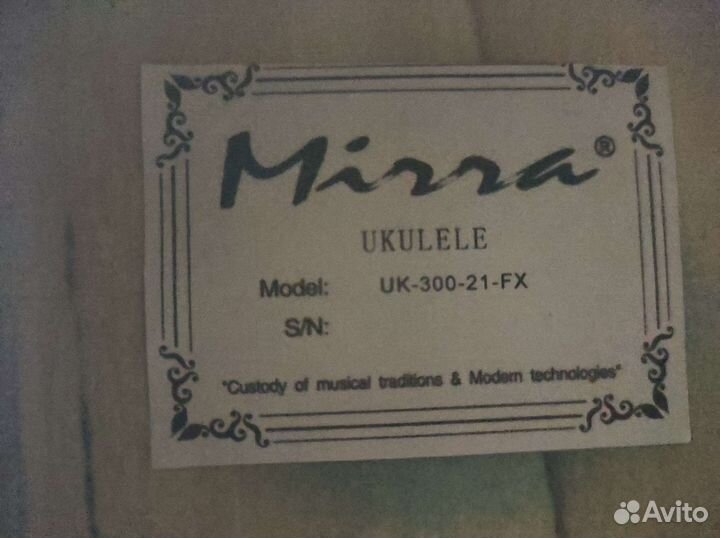 Mirra®
UKULELE
Model: UK-300-21-FX
S/N:
"Custody of musical traditions & Modern technologies"
Avito